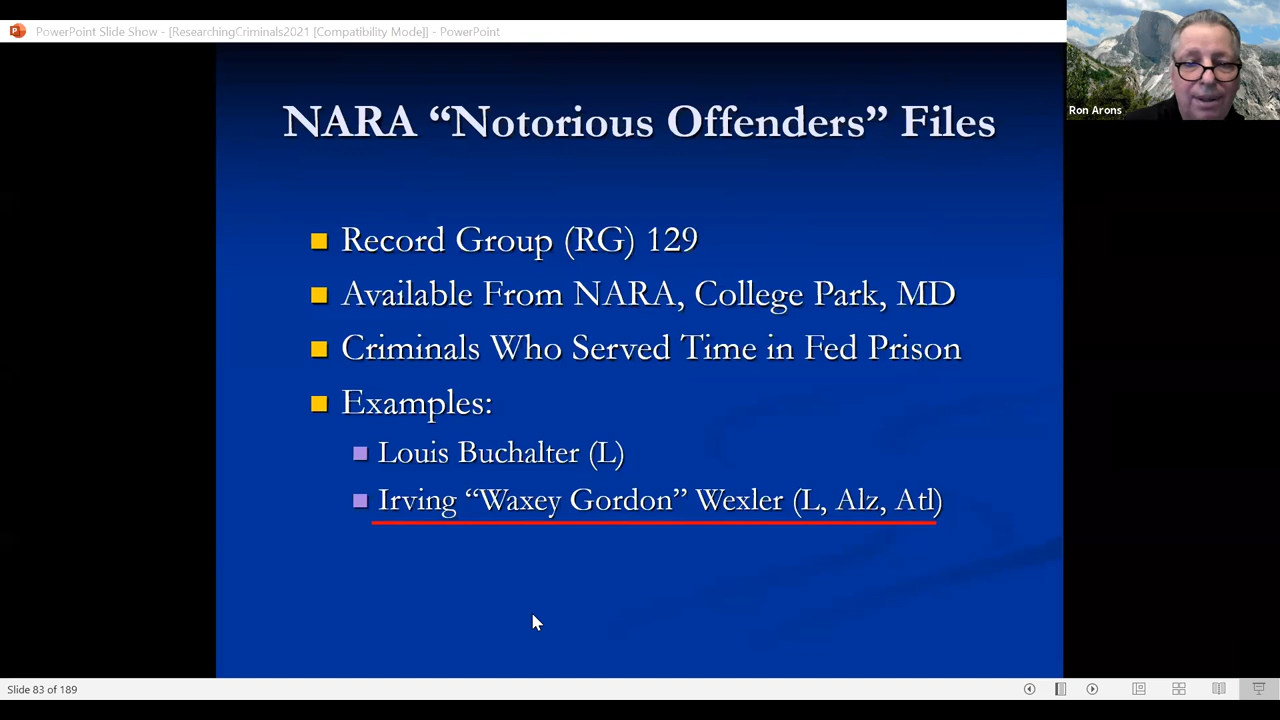 PowerPoint Slide Show - [ResearchingCriminals2021 [Compatibility Mode]] - PowerPoint
Ron Arons
NARA “Notorious Offenders” Files
Record Group (RG) 129
Available From NARA, College Park, MD
Criminals Who Served Time in Fed Prison
Examples:
Louis Buchalter (L)
Irving “Waxey Gordon” Wexler (L, Alz, Atl)
Slide 83 of 189